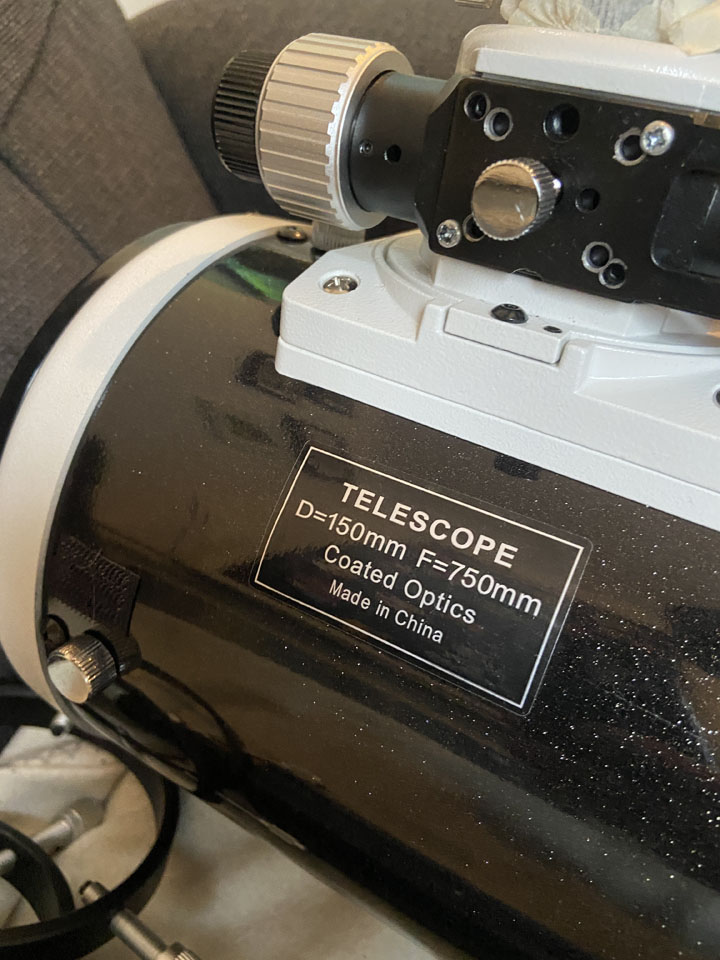 TELESCOPE
D=150mm F=750mm
Coated Optics
Made in China